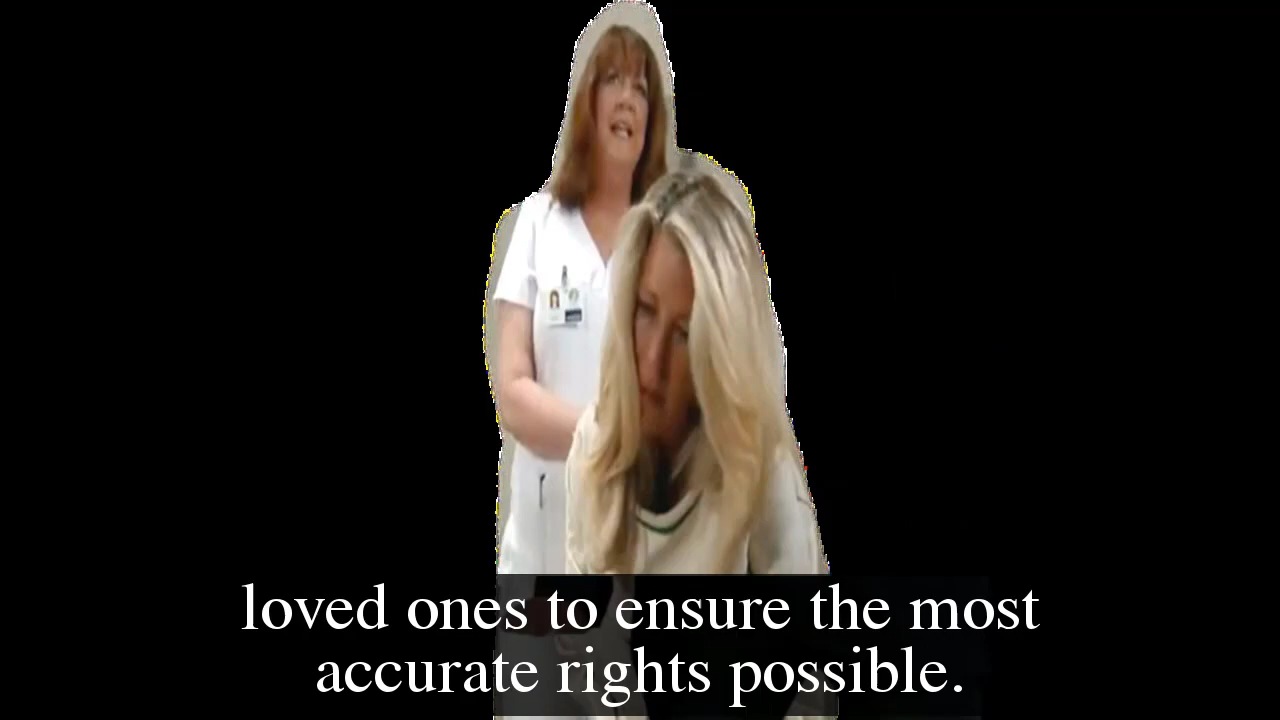 loved ones to ensure the most
accurate rights possible.